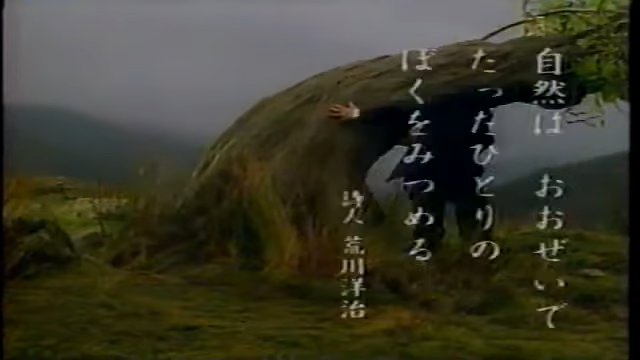 自然は おおぜいで
たったひとりの
ぼくをみつめる
詩人 荒川洋治